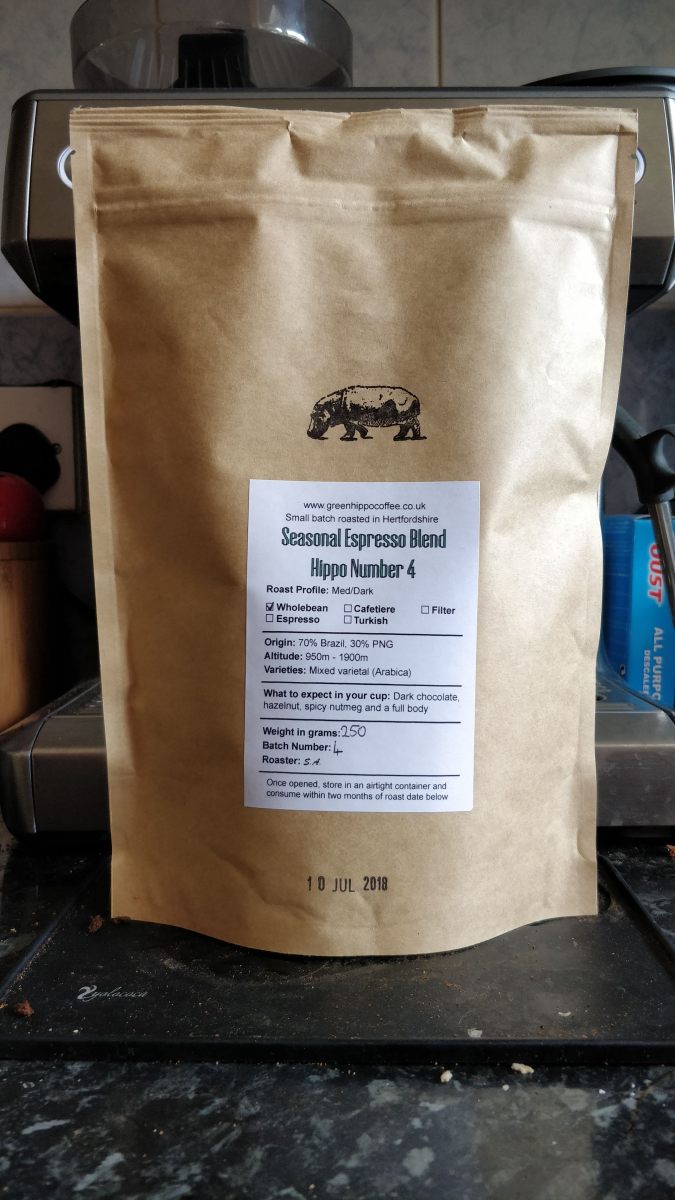 www.greenhippocoffee.co.uk
Small batch roasted in Hertfordshire
Seasonal Espresso Blend
Hippo Number 4
Roast Profile: Med/Dark
☑ Wholebean ☐ Cafetiere ☐ Filter
☐ Espresso ☐ Turkish
Origin: 70% Brazil, 30% PNG
Altitude: 950m - 1900m
Varieties: Mixed varietal (Arabica)
What to expect in your cup: Dark chocolate,
hazelnut, spicy nutmeg and a full body
Weight in grams: 250
Batch Number: 4
Roaster: S.A.
Once opened, store in an airtight container and
consume within two months of roast date below
10 JUL 2018
OUST
ALL PURPO
DESCALE